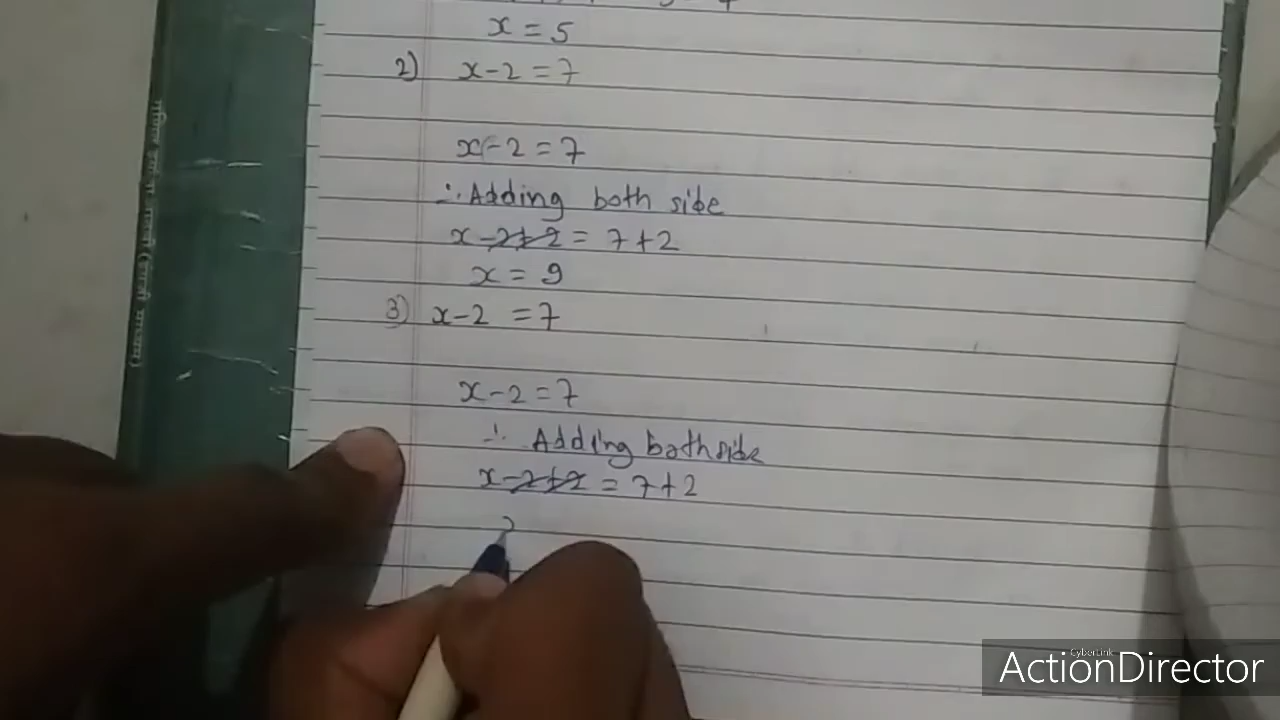 x = 5
2) x - 2 = 7
x - 2 = 7
∴ Adding both side
x - 2 + 2 = 7 + 2
x = 9
3) x - 2 = 7
x - 2 = 7
∴ Adding both side
x - 2 + 2 = 7 + 2
CyberLink
ActionDirector